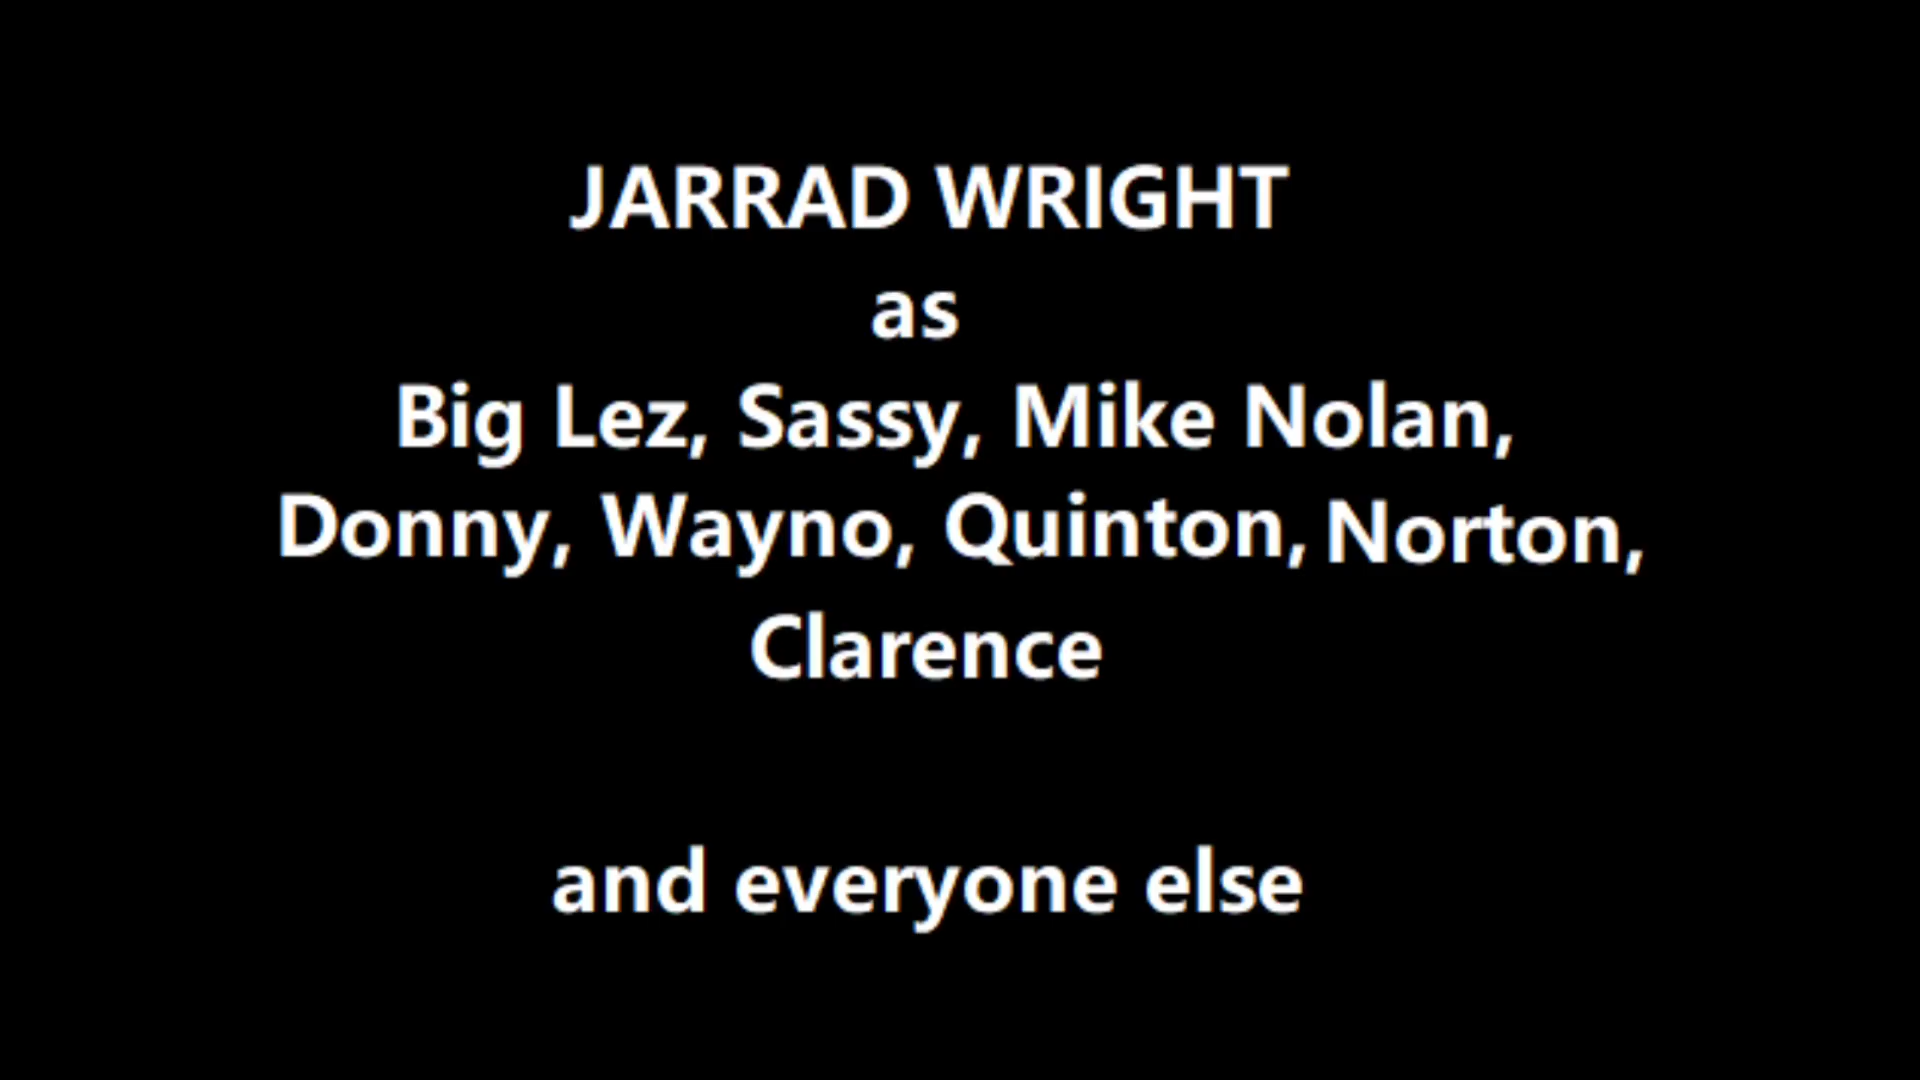 JARRAD WRIGHT
as
Big Lez, Sassy, Mike Nolan,
Donny, Wayno, Quinton, Norton,
Clarence
and everyone else